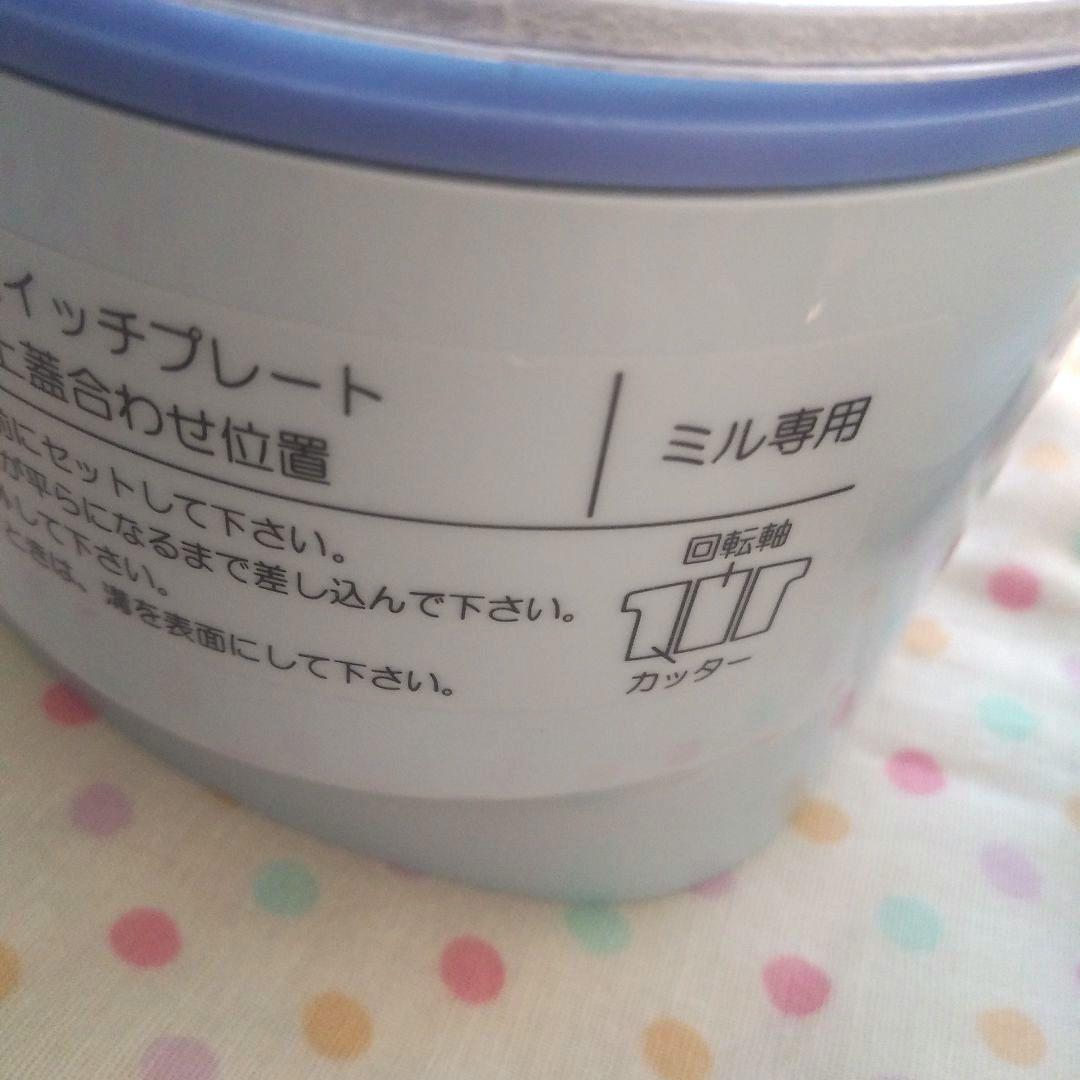 イッチプレート
上蓋合わせ位置
ミル専用
前にセットして下さい。
が平らになるまで差し込んで下さい。
して下さい。
ときは、溝を表面にして下さい。
回転軸
カッター